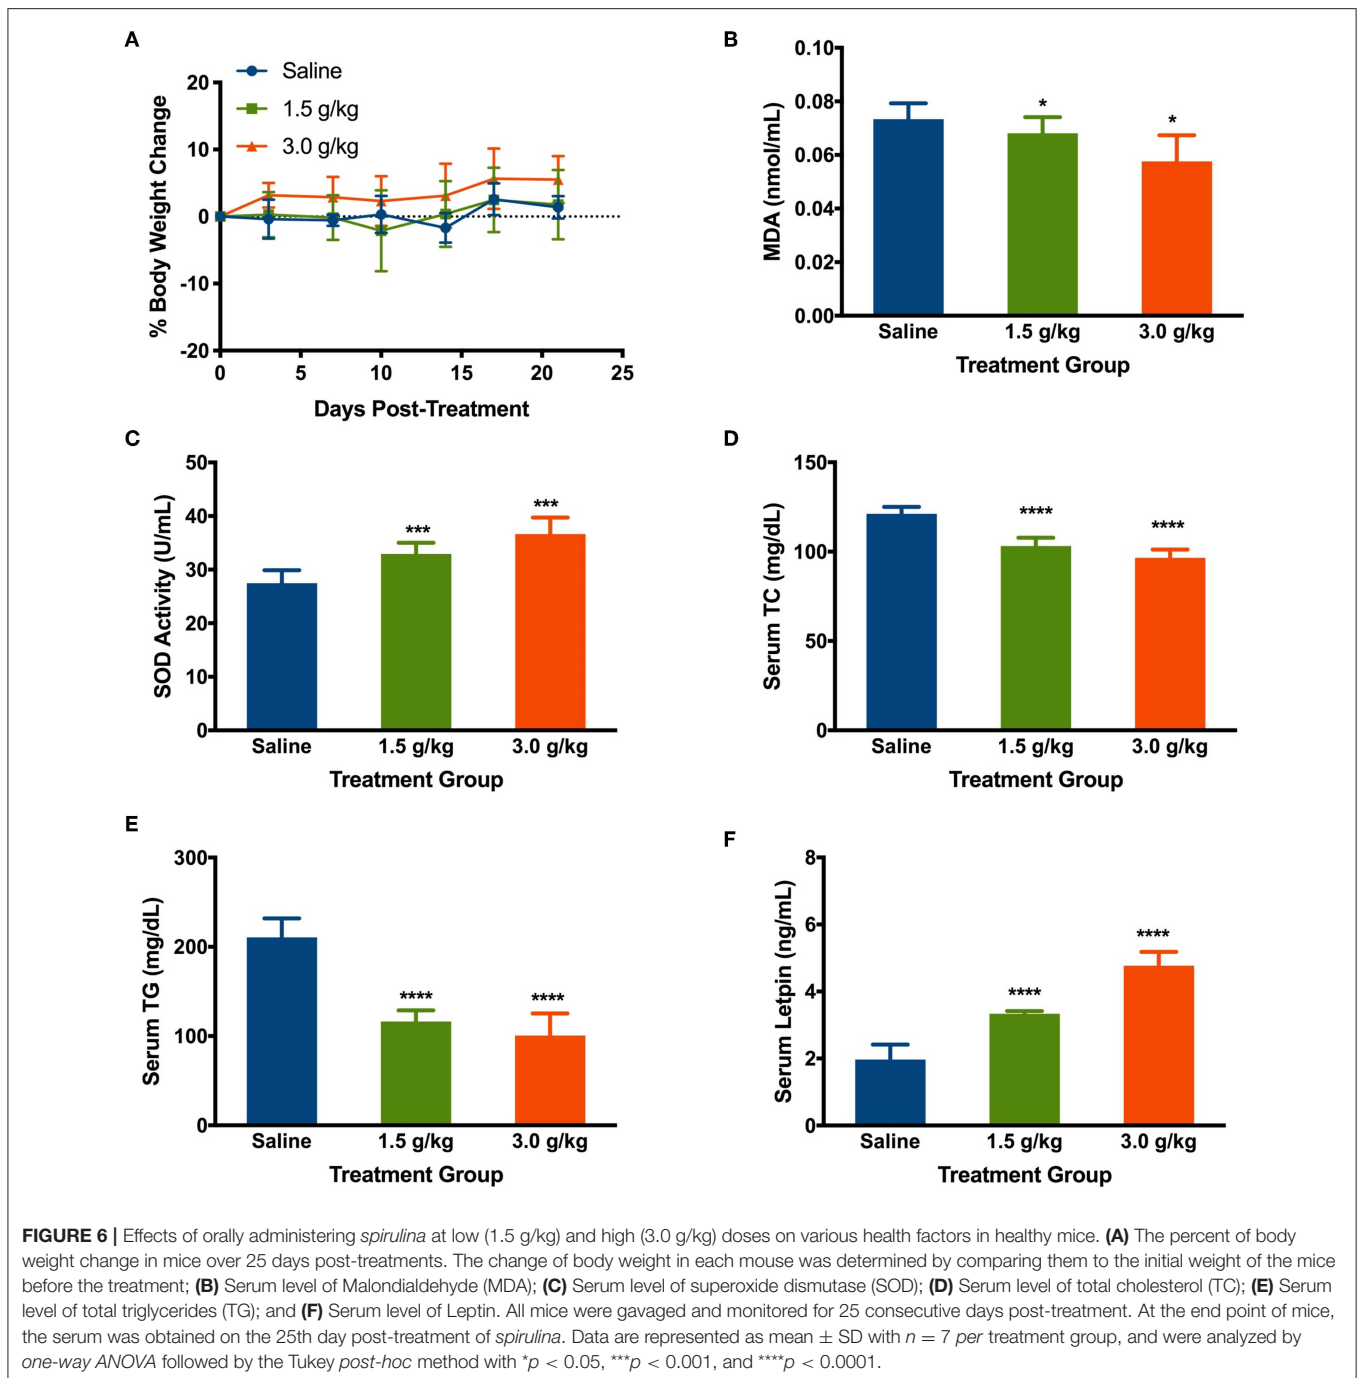 A
Saline
1.5 g/kg
3.0 g/kg
% Body Weight Change
20
10
0
-10
-20
0 5 10 15 20 25
Days Post-Treatment
B
MDA (nmol/mL)
0.10
0.08
0.06
0.04
0.02
0.00
* *
Saline 1.5 g/kg 3.0 g/kg
Treatment Group
C
SOD Activity (U/mL)
50
40
30
20
10
0
*** ***
Saline 1.5 g/kg 3.0 g/kg
Treatment Group
D
Serum TC (mg/dL)
150
100
50
0
**** ****
Saline 1.5 g/kg 3.0 g/kg
Treatment Group
E
Serum TG (mg/dL)
300
200
100
0
**** ****
Saline 1.5 g/kg 3.0 g/kg
Treatment Group
F
Serum Letpin (ng/mL)
8
6
4
2
0
**** ****
Saline 1.5 g/kg 3.0 g/kg
Treatment Group
FIGURE 6 | Effects of orally administering spirulina at low (1.5 g/kg) and high (3.0 g/kg) doses on various health factors in healthy mice. (A) The percent of body
weight change in mice over 25 days post-treatments. The change of body weight in each mouse was determined by comparing them to the initial weight of the mice
before the treatment; (B) Serum level of Malondialdehyde (MDA); (C) Serum level of superoxide dismutase (SOD); (D) Serum level of total cholesterol (TC); (E) Serum
level of total triglycerides (TG); and (F) Serum level of Leptin. All mice were gavaged and monitored for 25 consecutive days post-treatment. At the end point of mice,
the serum was obtained on the 25th day post-treatment of spirulina. Data are represented as mean ± SD with n = 7 per treatment group, and were analyzed by
one-way ANOVA followed by the Tukey post-hoc method with *p < 0.05, ***p < 0.001, and ****p < 0.0001.